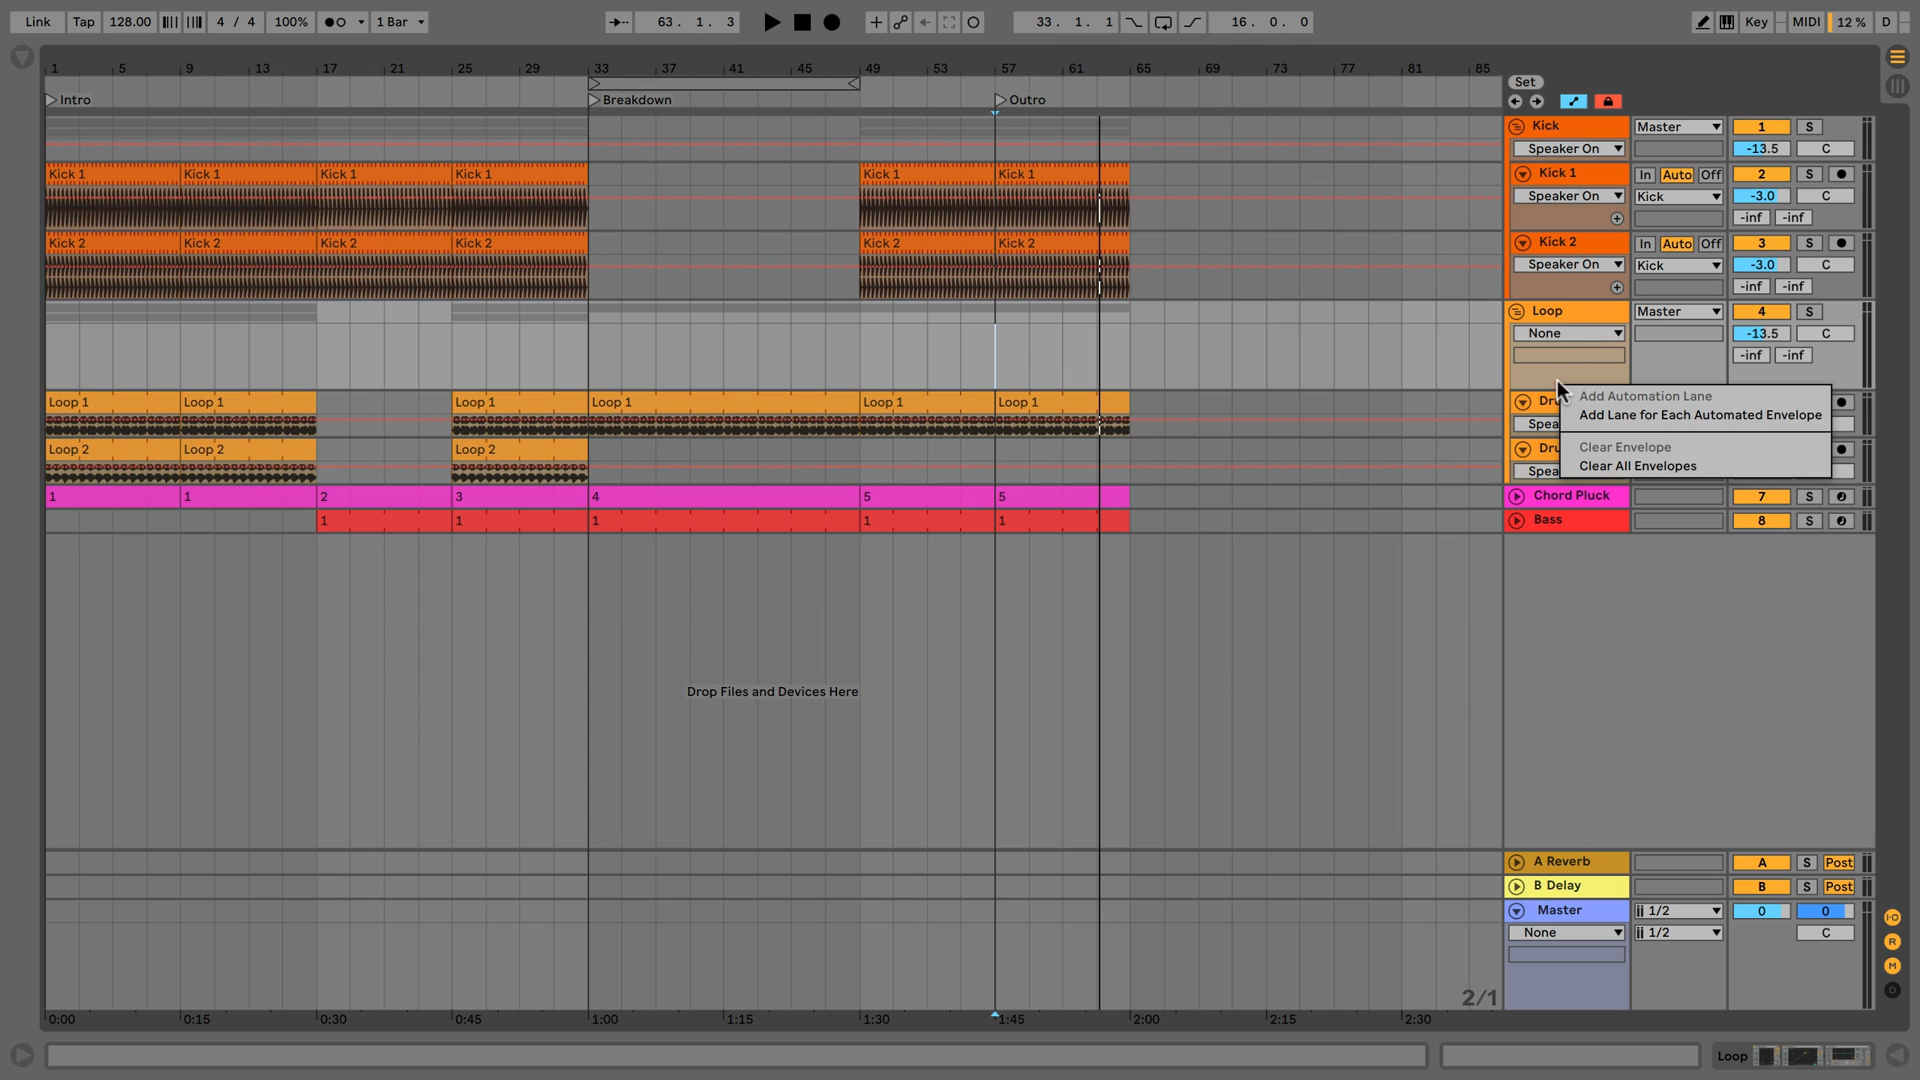 Link Tap 128.00 4 / 4 100% 1 Bar 63. 1. 3 33. 1. 1 16. 0. 0 Key MIDI 12 % D
1 5 9 13 17 21 25 29 33 37 41 45 49 53 57 61 65 69 73 77 81 85
Set
Intro Breakdown Outro
Kick Master 1 S
Speaker On -13.5 C
Kick 1 Kick 1 Kick 1 Kick 1 Kick 1 Kick 1 Kick 1 In Auto Off 2 S
Speaker On Kick -3.0 C
-inf -inf
Kick 2 Kick 2 Kick 2 Kick 2 Kick 2 Kick 2 Kick 2 In Auto Off 3 S
Speaker On Kick -3.0 C
-inf -inf
Loop Master 4 S
None -13.5 C
-inf -inf
Add Automation Lane
Loop 1 Loop 1 Loop 1 Loop 1 Loop 1 Loop 1 Dru
Add Lane for Each Automated Envelope
Spea
Clear Envelope
Loop 2 Loop 2 Loop 2 Dru
Clear All Envelopes
Spea
1 1 2 3 4 5 5 Chord Pluck 7 S
1 1 1 1 1 Bass 8 S
Drop Files and Devices Here
A Reverb A S Post
B Delay B S Post
Master 1/2 0 0
None 1/2 C
2/1
0:00 0:15 0:30 0:45 1:00 1:15 1:30 1:45 2:00 2:15 2:30
I·O
R
M
D
Loop